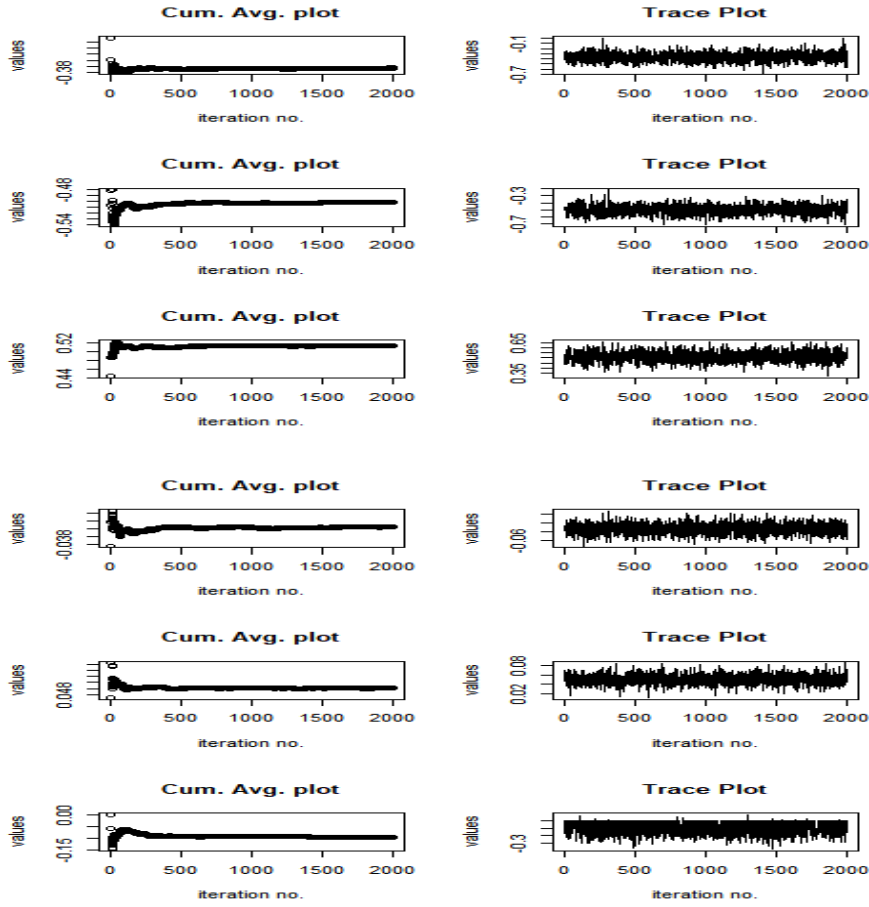 Cum. Avg. plot
values
-0.38
0 500 1000 1500 2000
iteration no.
Trace Plot
values
-0.7 -0.1
0 500 1000 1500 2000
iteration no.
Cum. Avg. plot
values
-0.54 -0.48
0 500 1000 1500 2000
iteration no.
Trace Plot
values
-0.7 -0.3
0 500 1000 1500 2000
iteration no.
Cum. Avg. plot
values
0.44 0.52
0 500 1000 1500 2000
iteration no.
Trace Plot
values
0.35 0.65
0 500 1000 1500 2000
iteration no.
Cum. Avg. plot
values
-0.038
0 500 1000 1500 2000
iteration no.
Trace Plot
values
-0.06
0 500 1000 1500 2000
iteration no.
Cum. Avg. plot
values
0.048
0 500 1000 1500 2000
iteration no.
Trace Plot
values
0.02 0.08
0 500 1000 1500 2000
iteration no.
Cum. Avg. plot
values
-0.15 0.00
0 500 1000 1500 2000
iteration no.
Trace Plot
values
-0.3
0 500 1000 1500 2000
iteration no.